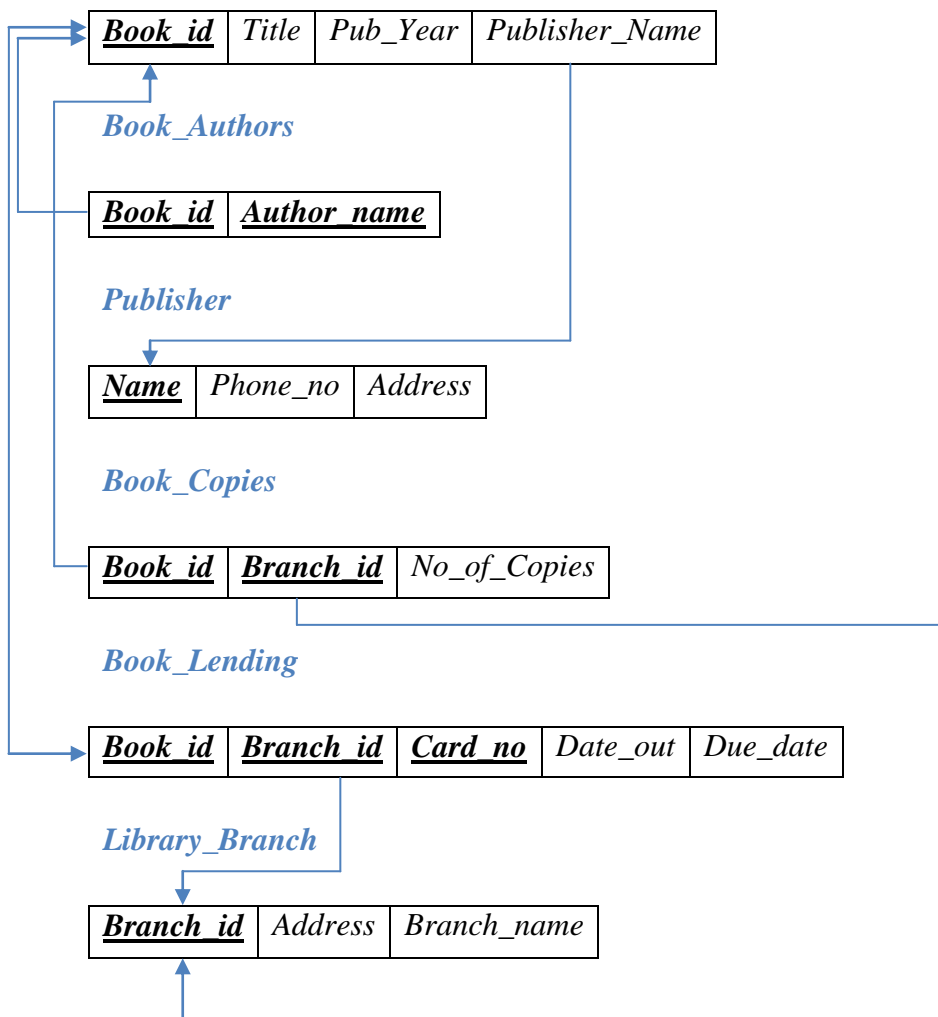 Book_id Title Pub_Year Publisher_Name
Book_Authors
Book_id Author_name
Publisher
Name Phone_no Address
Book_Copies
Book_id Branch_id No_of_Copies
Book_Lending
Book_id Branch_id Card_no Date_out Due_date
Library_Branch
Branch_id Address Branch_name